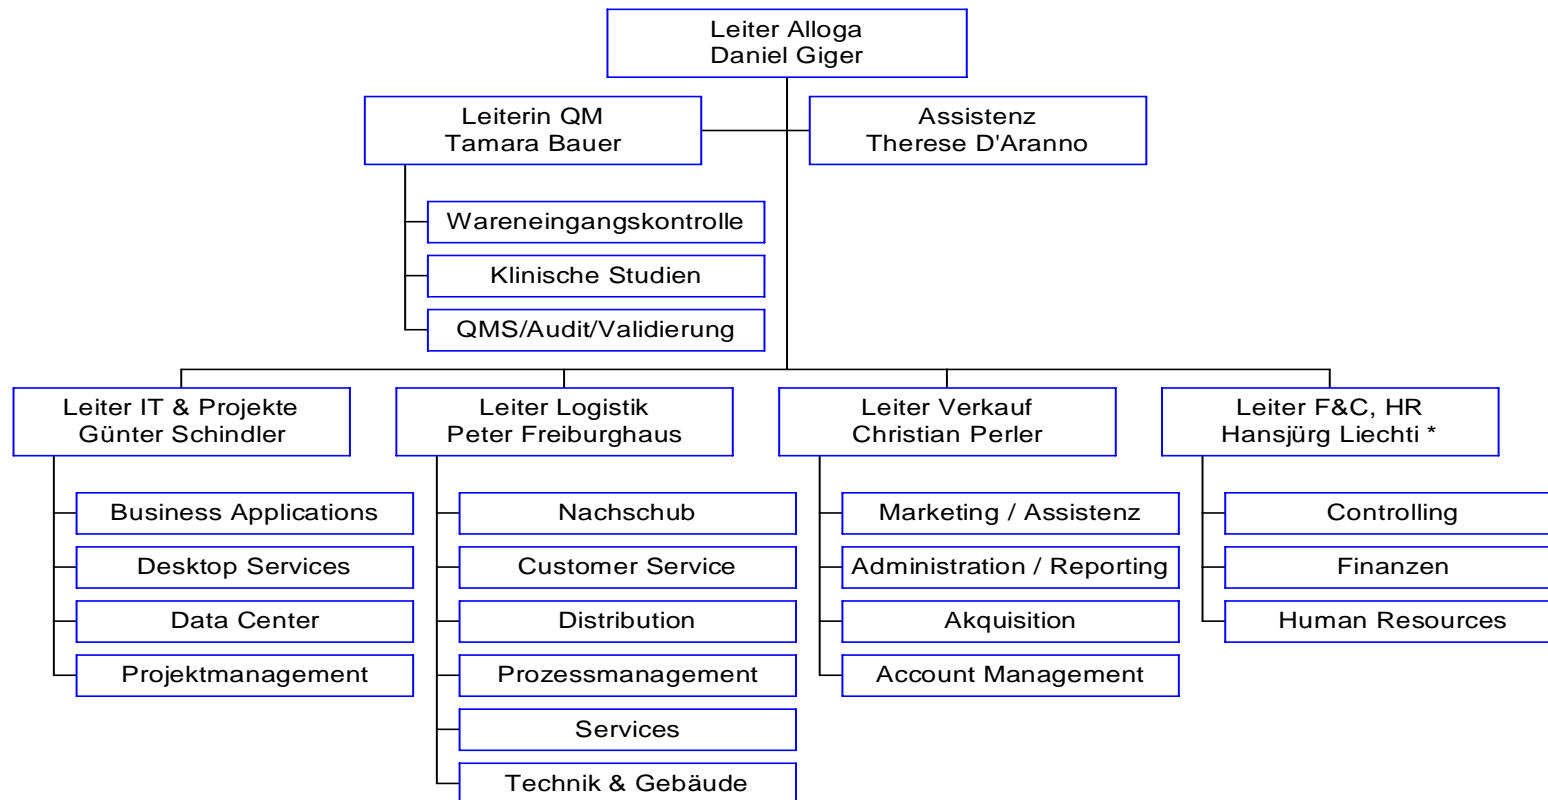 Leiter Alloga
Daniel Giger
Leiterin QM
Tamara Bauer
Assistenz
Therese D'Aranno
Wareneingangskontrolle
Klinische Studien
QMS/Audit/Validierung
Leiter IT & Projekte
Günter Schindler
Business Applications
Desktop Services
Data Center
Projektmanagement
Leiter Logistik
Peter Freiburghaus
Nachschub
Customer Service
Distribution
Prozessmanagement
Services
Technik & Gebäude
Leiter Verkauf
Christian Perler
Marketing / Assistenz
Administration / Reporting
Akquisition
Account Management
Leiter F&C, HR
Hansjürg Liechti *
Controlling
Finanzen
Human Resources